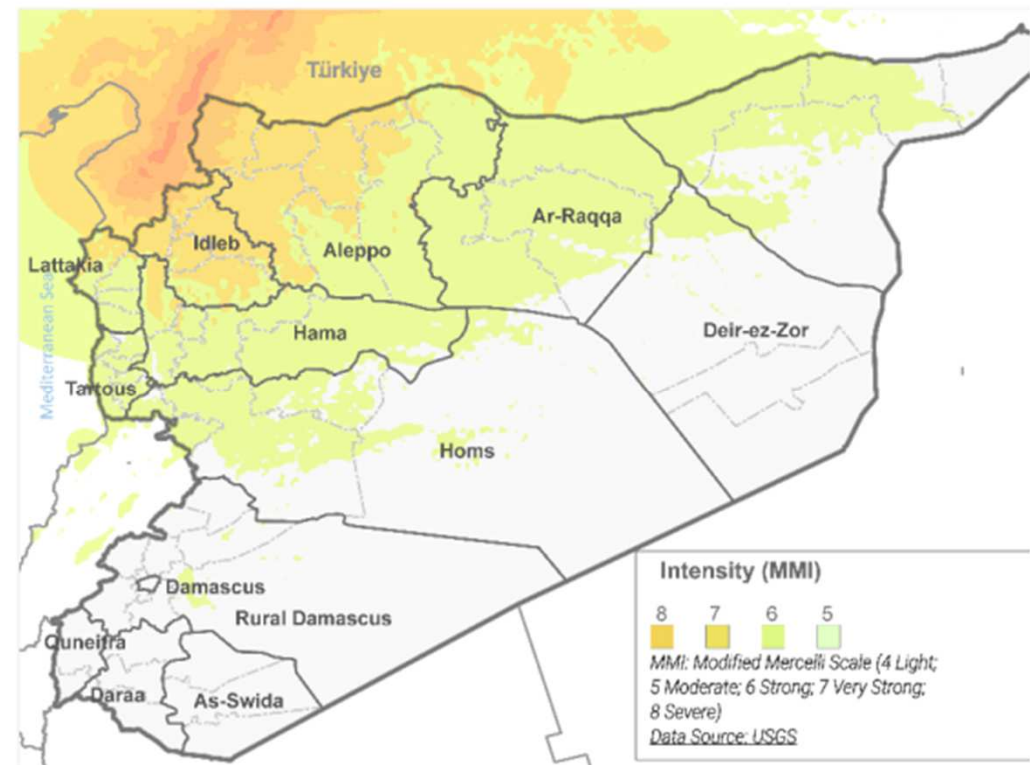 Türkiye
Ar-Raqqa
Idleb
Aleppo
Lattakia
Mediterranean Sea
Hama
Deir-ez-Zor
Tartous
Homs
Damascus
Rural Damascus
Quneitra
Daraa
As-Swida
Intensity (MMI)
8 7 6 5
MMI: Modified Mercelli Scale (4 Light;
5 Moderate; 6 Strong; 7 Very Strong;
8 Severe)
Data Source: USGS